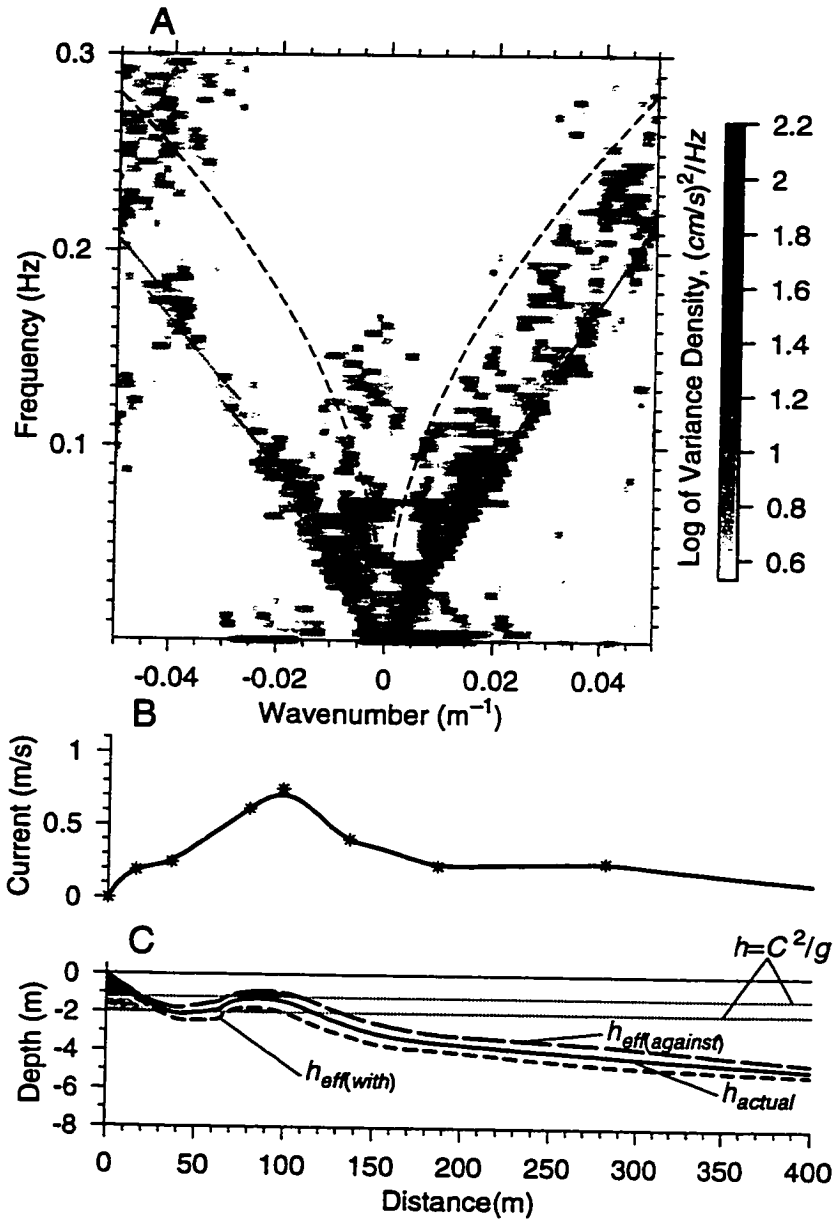 A
0.3
0.2
0.1
Frequency (Hz)
-0.04 -0.02 0 0.02 0.04
Wavenumber (m⁻¹)
2.2
2
1.8
1.6
1.4
1.2
1
0.8
0.6
Log of Variance Density, (cm/s)²/Hz
B
1
0.5
0
Current (m/s)
C
h=C²/g
0
-2
-4
-6
-8
Depth (m)
h_eff(against)
h_eff(with)
h_actual
0 50 100 150 200 250 300 350 400
Distance(m)